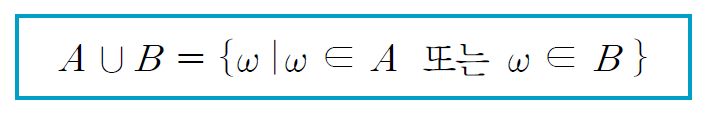 A ∪ B = {ω | ω ∈ A 또는 ω ∈ B}